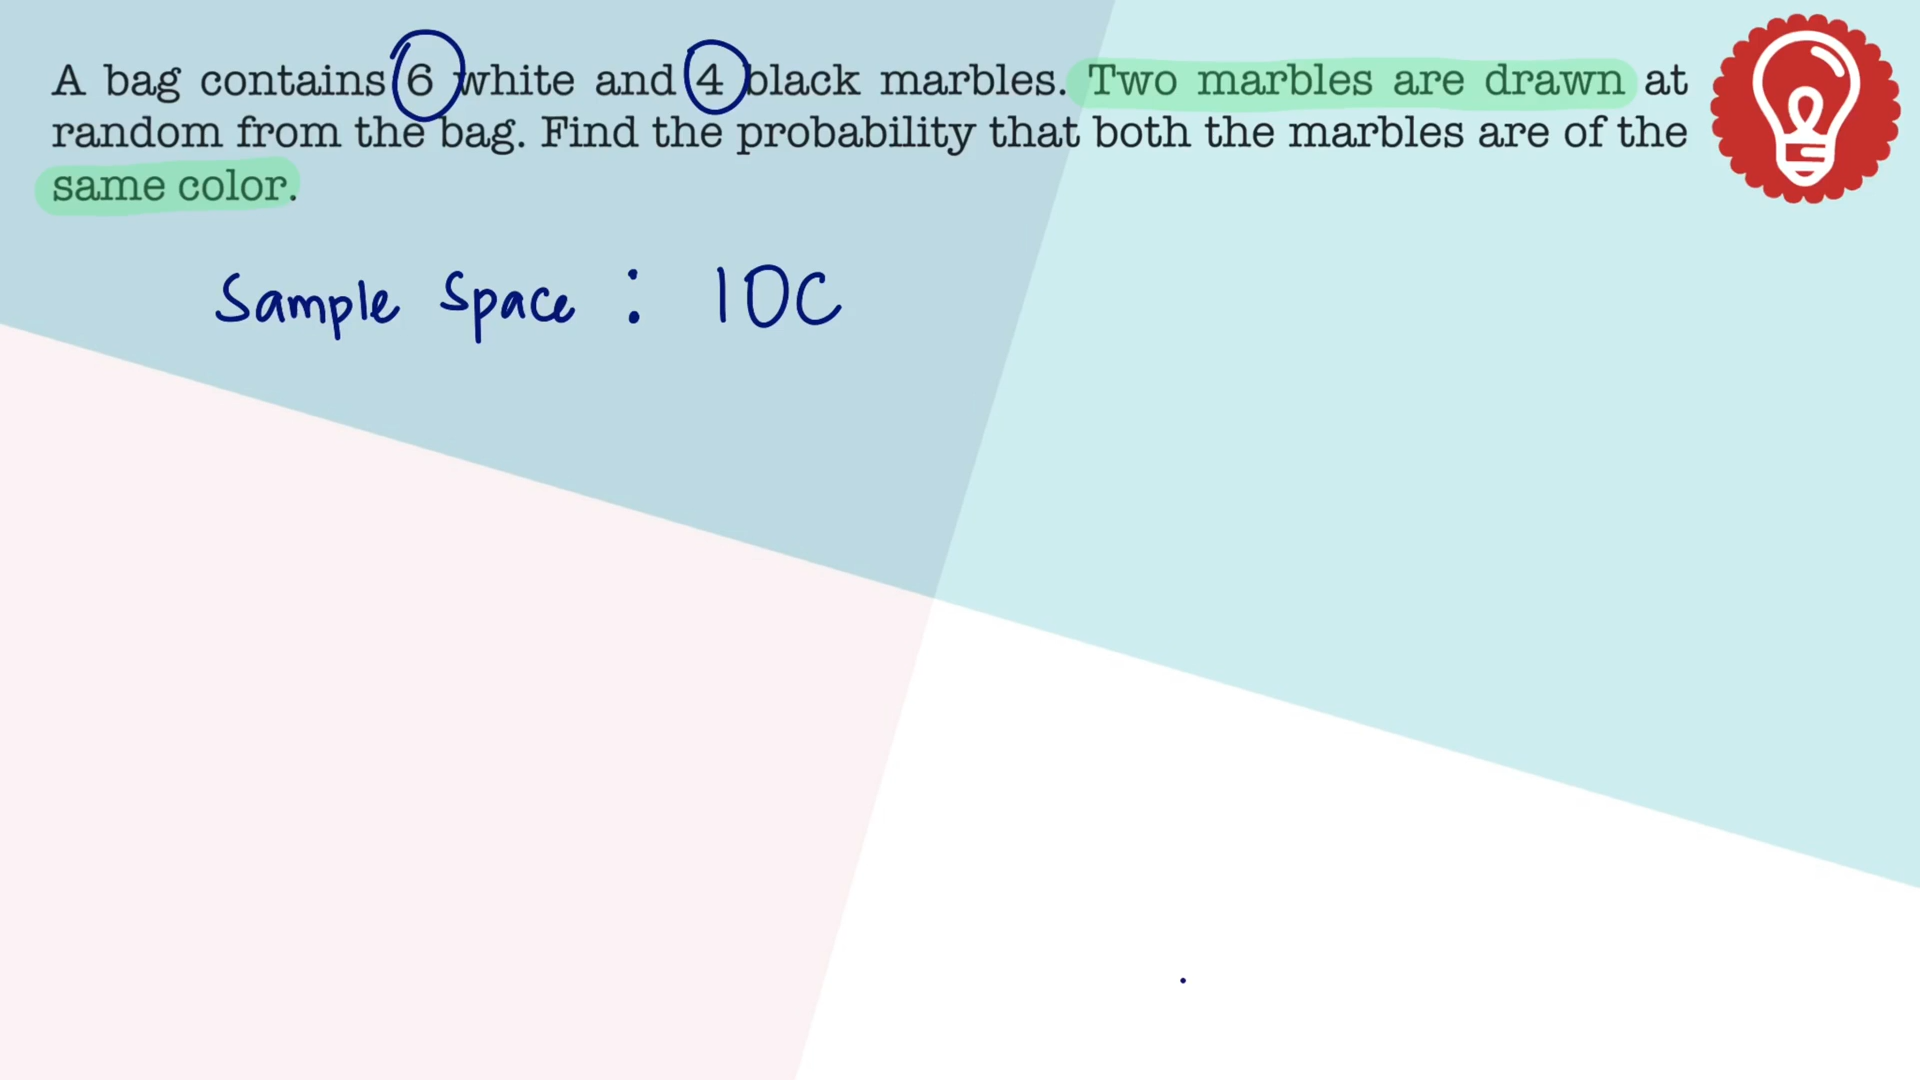 A bag contains 6 white and 4 black marbles. Two marbles are drawn at
random from the bag. Find the probability that both the marbles are of the
same color.
Sample Space : 10C